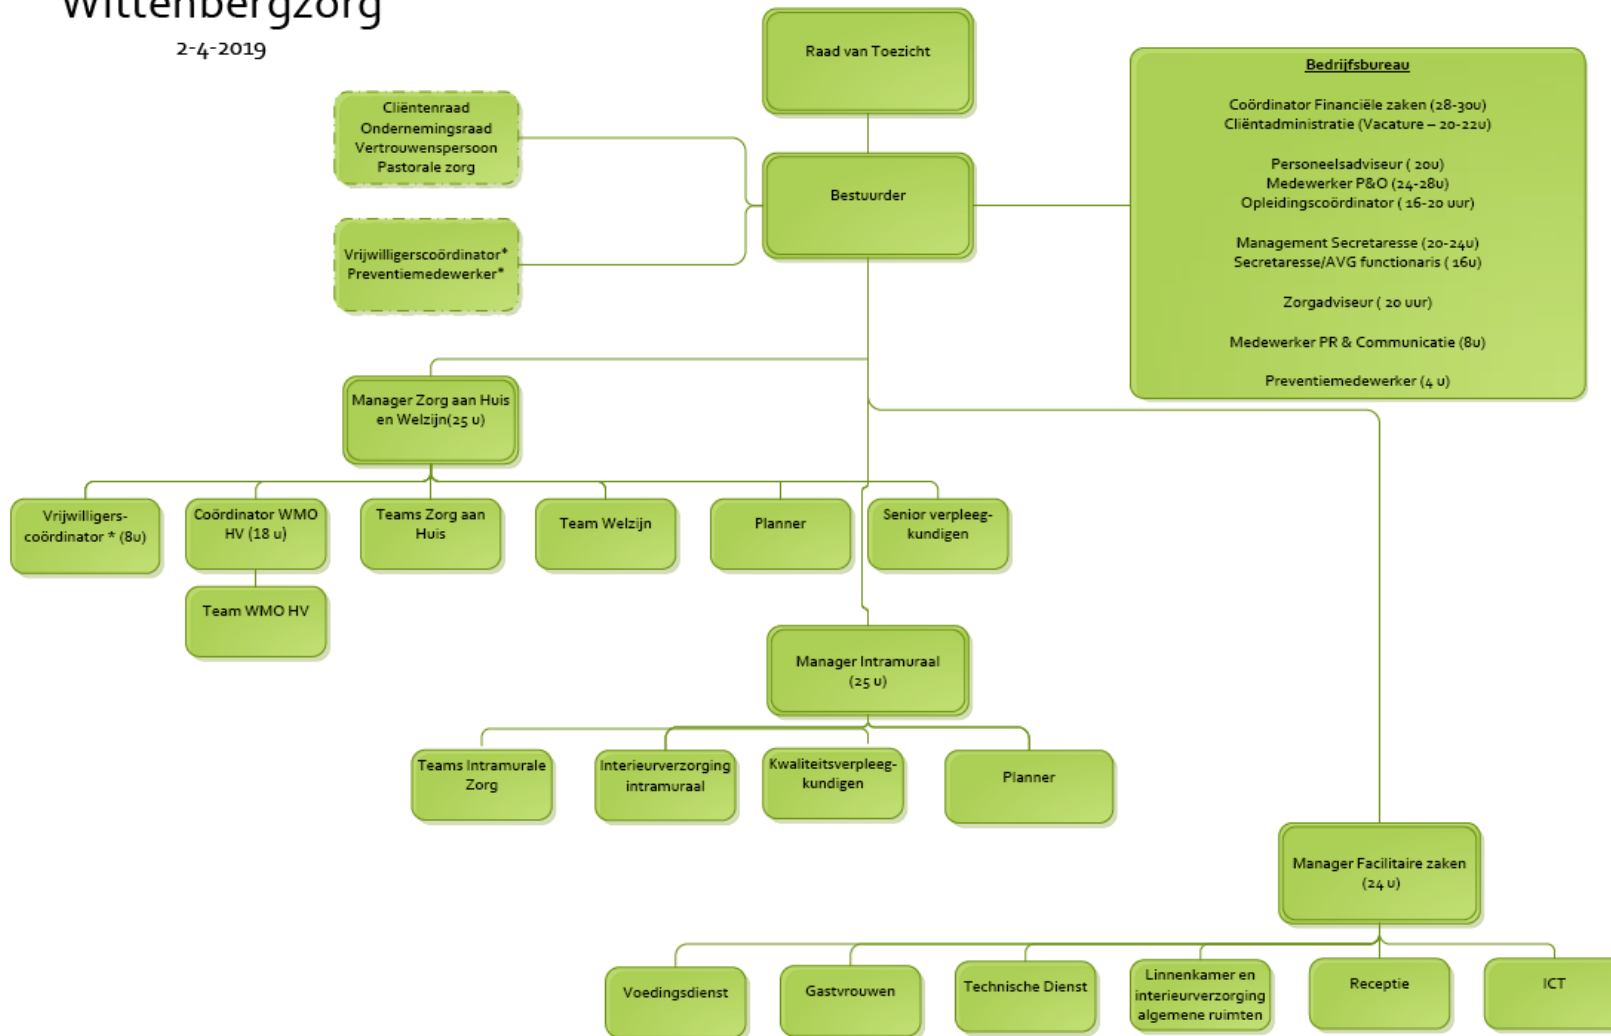 Wittenbergzorg
2-4-2019
Raad van Toezicht
Cliëntenraad
Ondernemingsraad
Vertrouwenspersoon
Pastorale zorg
Bestuurder
Vrijwilligerscoördinator*
Preventiemedewerker*
Bedrijfsbureau
Coördinator Financiële zaken (28-30u)
Cliëntadministratie (Vacature – 20-22u)
Personeelsadviseur ( 20u)
Medewerker P&O (24-28u)
Opleidingscoördinator ( 16-20 uur)
Management Secretaresse (20-24u)
Secretaresse/AVG functionaris ( 16u)
Zorgadviseur ( 20 uur)
Medewerker PR & Communicatie (8u)
Preventiemedewerker (4 u)
Manager Zorg aan Huis
en Welzijn(25 u)
Vrijwilligers-
coördinator * (8u)
Coördinator WMO
HV (18 u)
Teams Zorg aan
Huis
Team Welzijn
Planner
Senior verpleeg-
kundigen
Team WMO HV
Manager Intramuraal
(25 u)
Teams Intramurale
Zorg
Interieurverzorging
intramuraal
Kwaliteitsverpleeg-
kundigen
Planner
Manager Facilitaire zaken
(24 u)
Voedingsdienst
Gastvrouwen
Technische Dienst
Linnenkamer en
interieurverzorging
algemene ruimten
Receptie
ICT